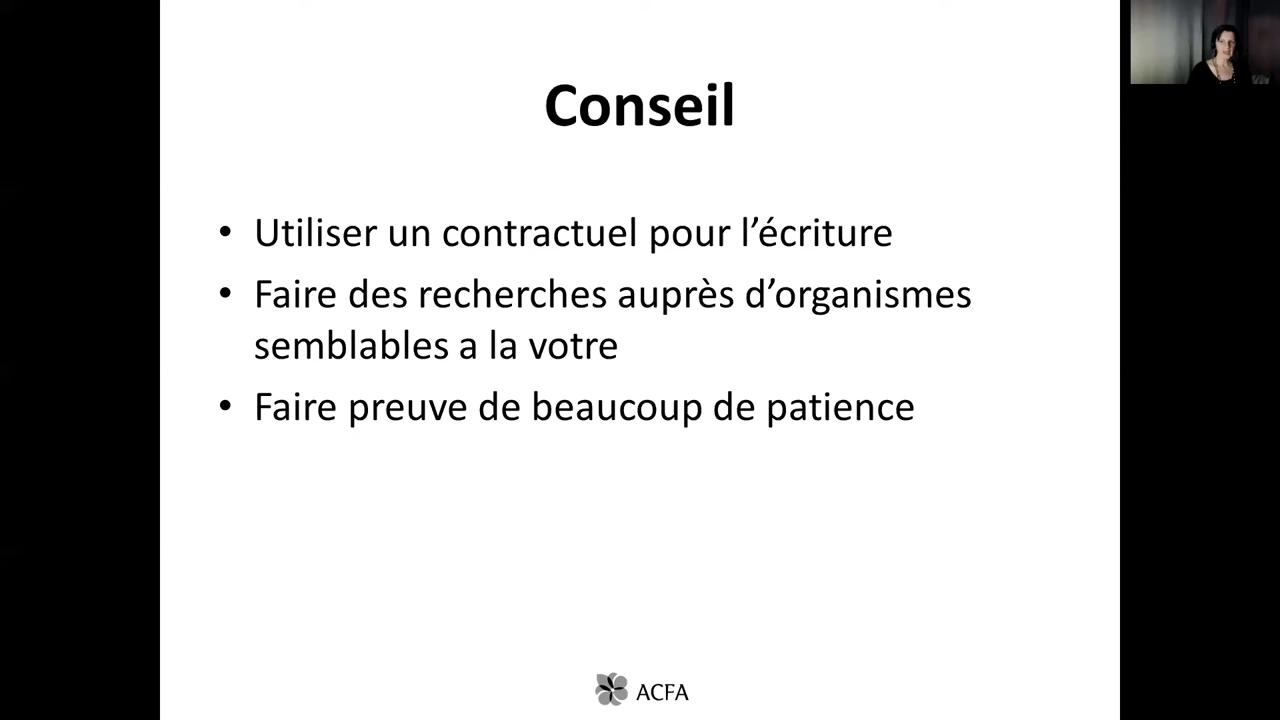 Conseil
• Utiliser un contractuel pour l’écriture
• Faire des recherches auprès d’organismes
semblables a la votre
• Faire preuve de beaucoup de patience
ACFA